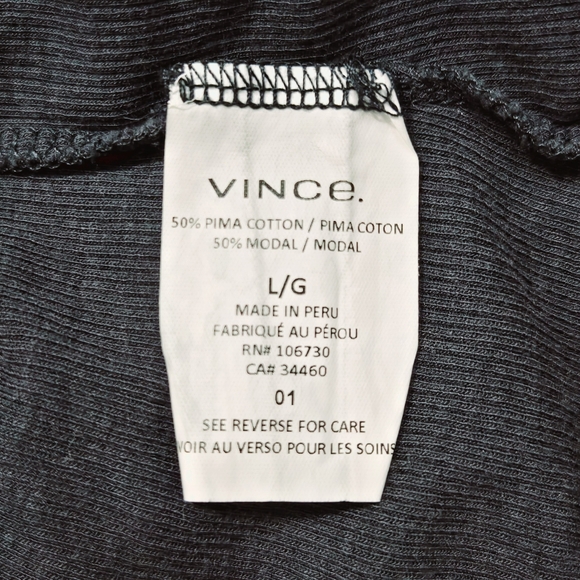 VINCE.
50% PIMA COTTON / PIMA COTON
50% MODAL / MODAL
L/G
MADE IN PERU
FABRIQUÉ AU PÉROU
RN# 106730
CA# 34460
01
SEE REVERSE FOR CARE
VOIR AU VERSO POUR LES SOINS